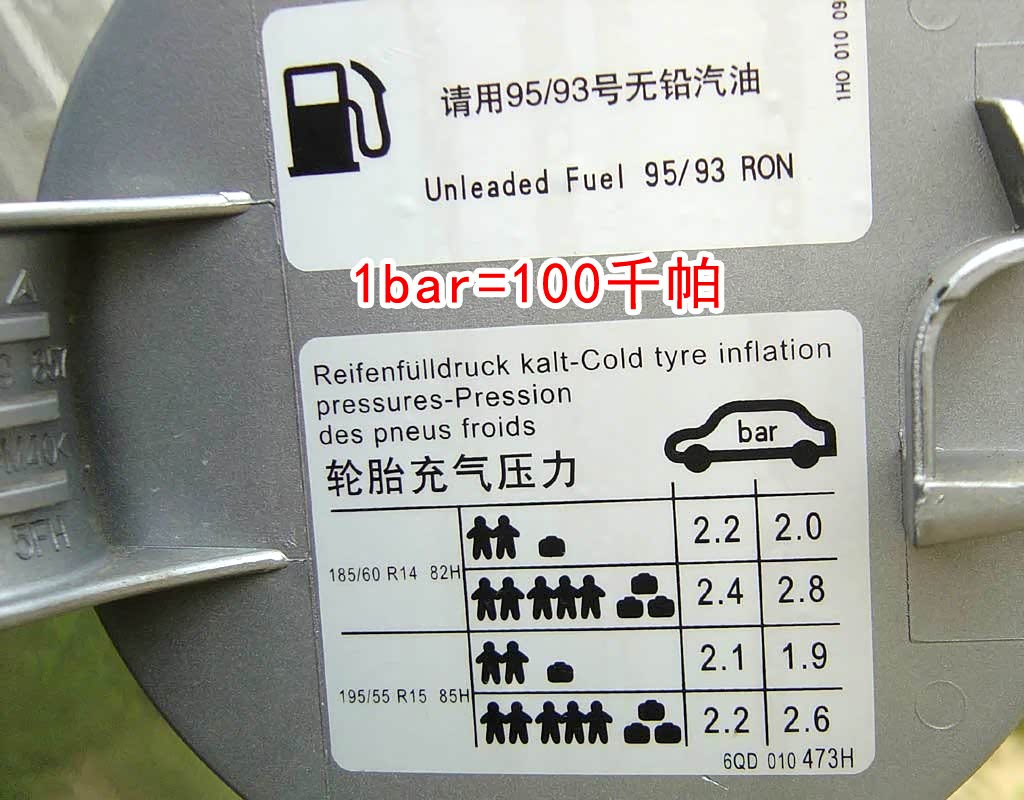 1H0 010 09
请用95/93号无铅汽油
Unleaded Fuel 95/93 RON
1bar=100千帕
Reifenfülldruck kalt-Cold tyre inflation
pressures-Pression
des pneus froids
bar
轮胎充气压力
2.2 2.0
185/60 R14 82H
2.4 2.8
2.1 1.9
195/55 R15 85H
2.2 2.6
6QD 010 473H
A
M40K
5FH